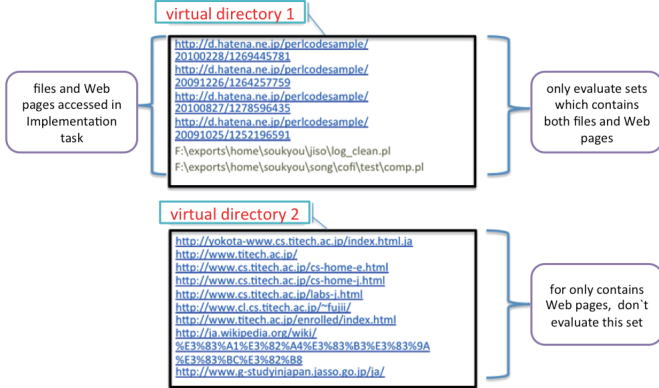 virtual directory 1
http://d.hatena.ne.jp/perlcodesample/
20100228/1269445781
http://d.hatena.ne.jp/perlcodesample/
20091226/1264257759
http://d.hatena.ne.jp/perlcodesample/
20100827/1278596435
http://d.hatena.ne.jp/perlcodesample/
20091025/1252196591
F:\exports\home\soukyou\jiso\log_clean.pl
F:\exports\home\soukyou\song\cofi\test\comp.pl
files and Web
pages accessed in
Implementation
task
only evaluate sets
which contains
both files and Web
pages
virtual directory 2
http://yokota-www.cs.titech.ac.jp/index.html.ja
http://www.titech.ac.jp/
http://www.cs.titech.ac.jp/cs-home-e.html
http://www.cs.titech.ac.jp/cs-home-j.html
http://www.cs.titech.ac.jp/labs-j.html
http://www.cl.cs.titech.ac.jp/~fujii/
http://www.titech.ac.jp/enrolled/index.html
http://ja.wikipedia.org/wiki/
%E3%83%A1%E3%82%A4%E3%83%B3%E3%83%9A
%E3%83%BC%E3%82%B8
http://www.g-studyinjapan.jasso.go.jp/ja/
for only contains
Web pages, don`t
evaluate this set